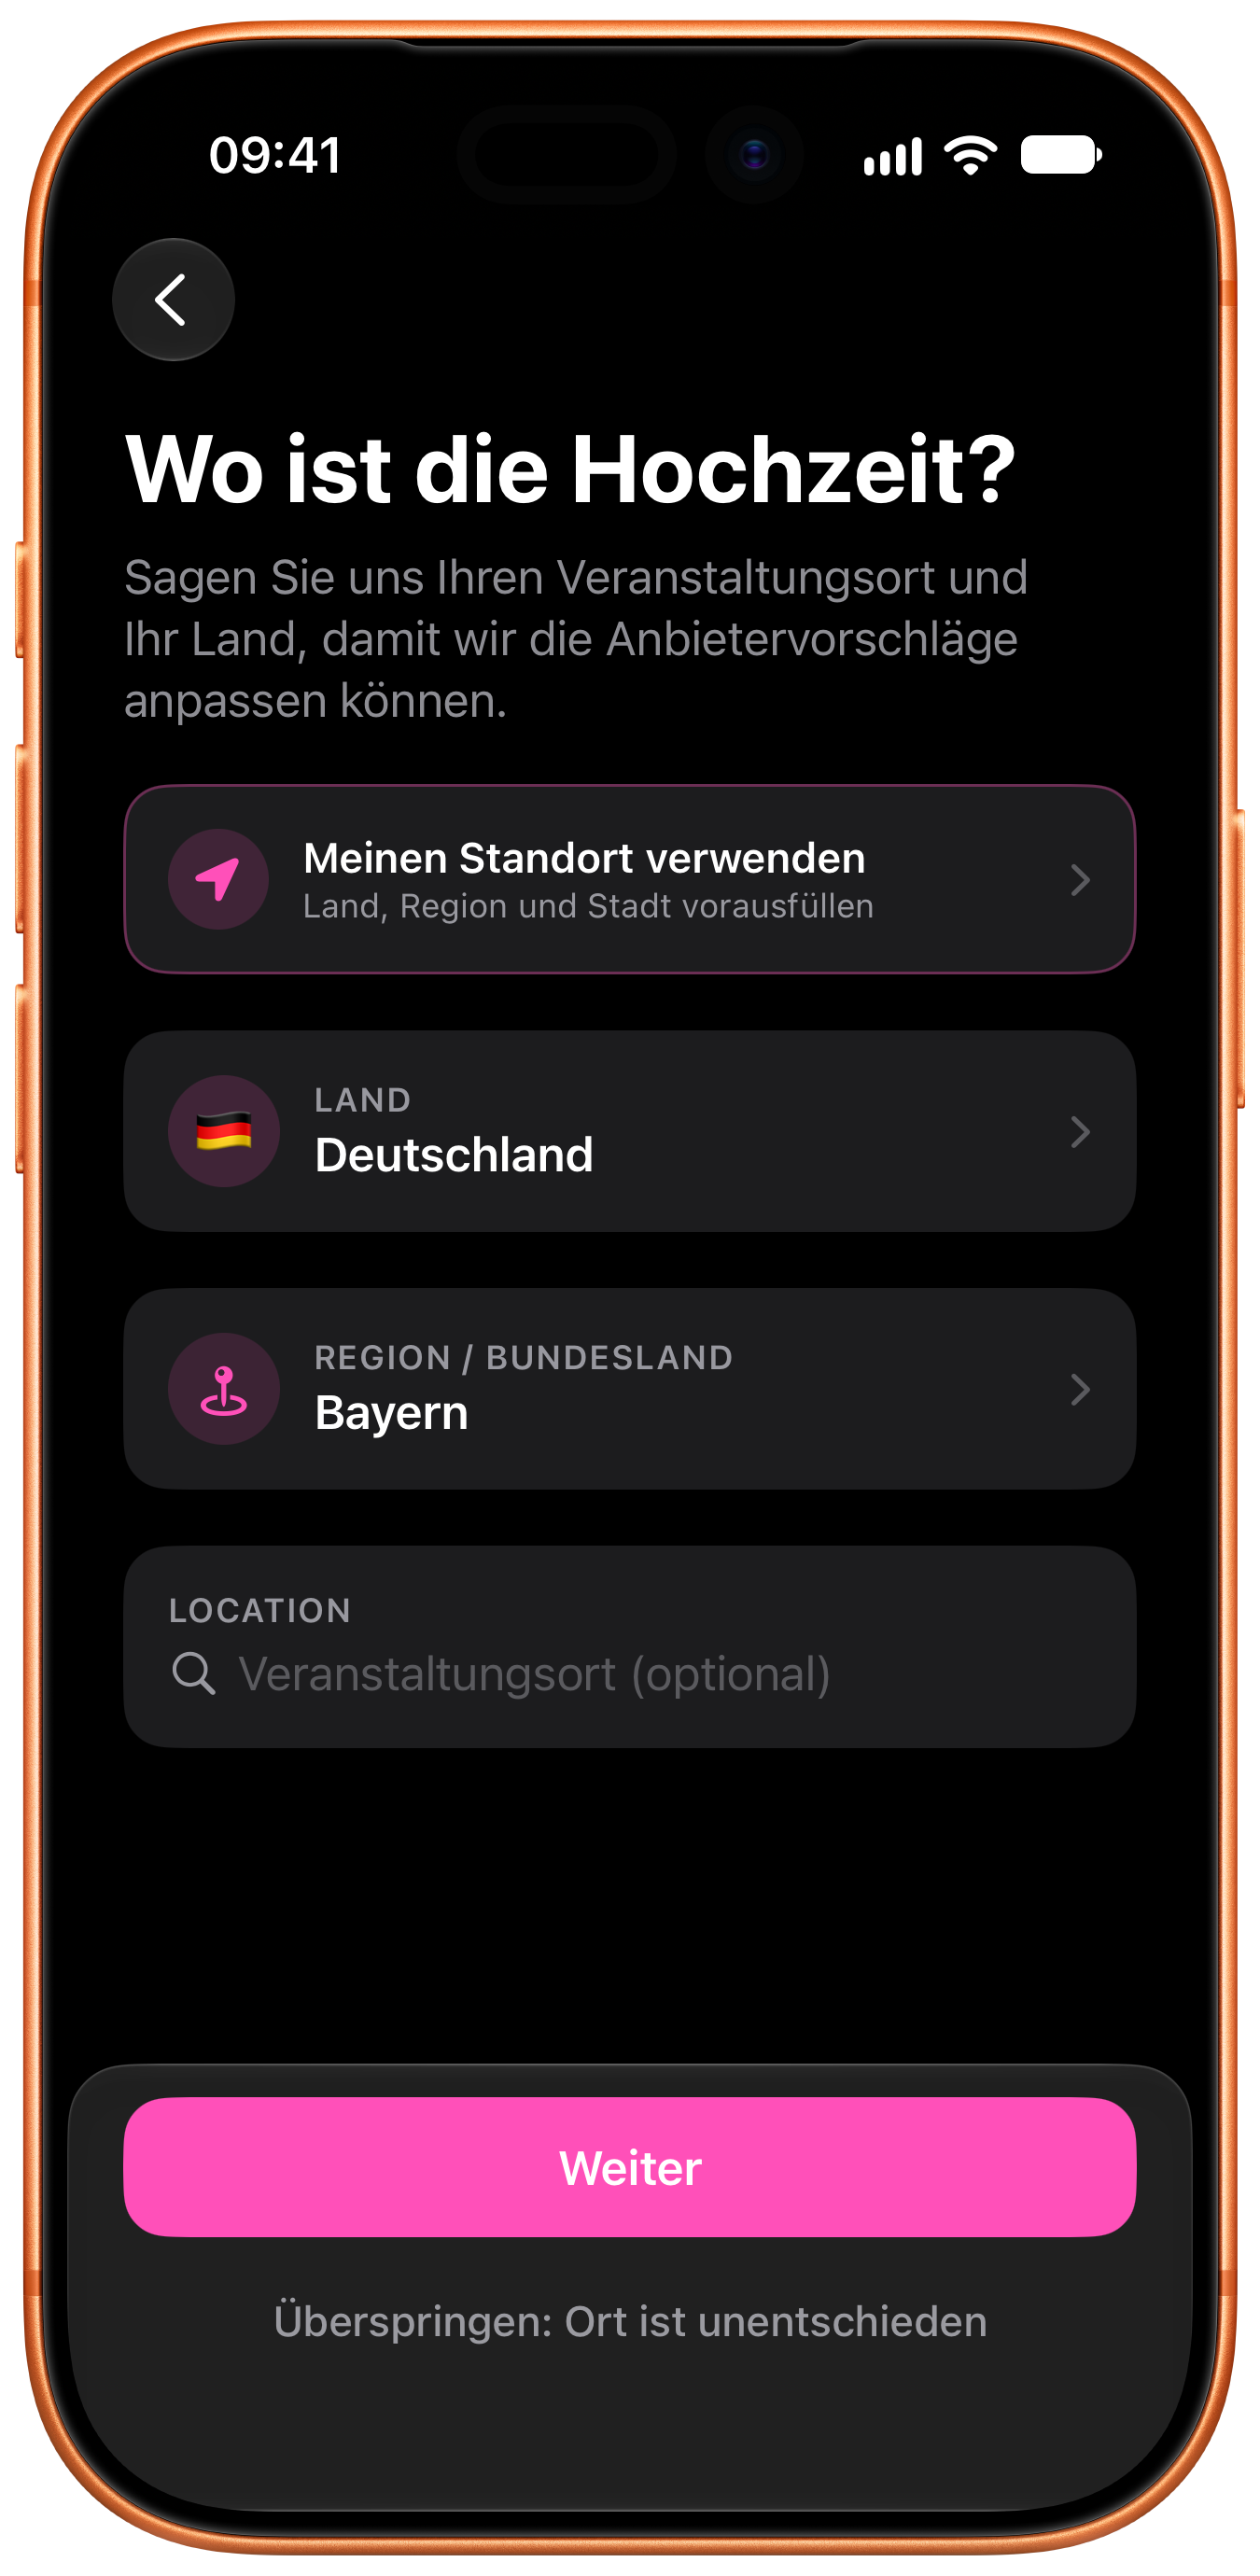 09:41
Wo ist die Hochzeit?
Sagen Sie uns Ihren Veranstaltungsort und
Ihr Land, damit wir die Anbietervorschläge
anpassen können.
Meinen Standort verwenden
Land, Region und Stadt vorausfüllen
LAND
Deutschland
REGION / BUNDESLAND
Bayern
LOCATION
Veranstaltungsort (optional)
Weiter
Überspringen: Ort ist unentschieden